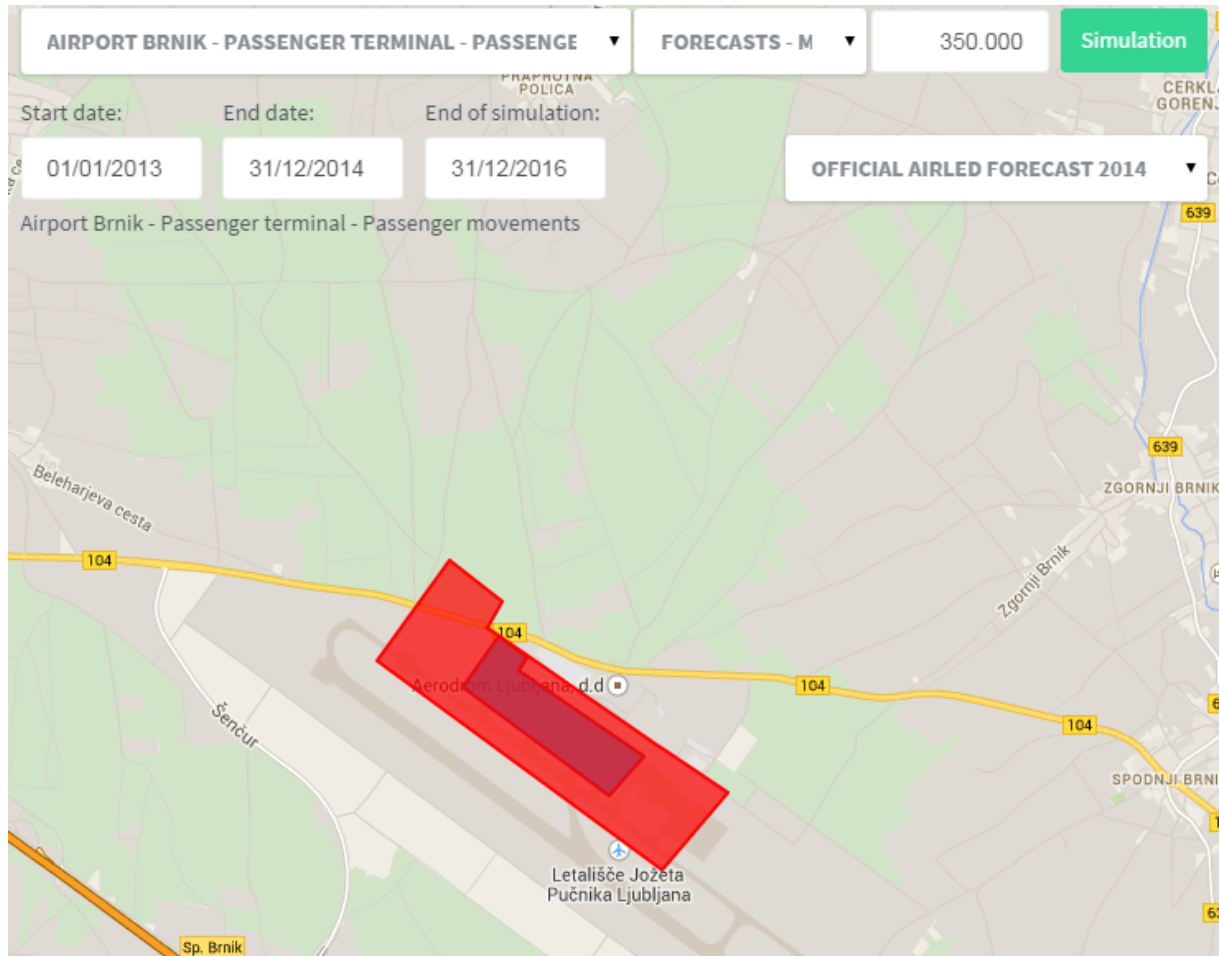 AIRPORT BRNIK - PASSENGER TERMINAL - PASSENGE
FORECASTS - M
350.000
Simulation
PRAPROTNA
POLICA
CERKL
GORENJ
Start date:
End date:
End of simulation:
01/01/2013
31/12/2014
31/12/2016
OFFICIAL AIRLED FORECAST 2014
639
Airport Brnik - Passenger terminal - Passenger movements
639
Beleharjeva cesta
ZGORNJI BRNIK
104
Zgornji Brnik
104
Aerodrom Ljubljana, d.d
104
Šenčur
104
SPODNJI BRNI
Letališče Jožeta
Pučnika Ljubljana
Sp. Brnik